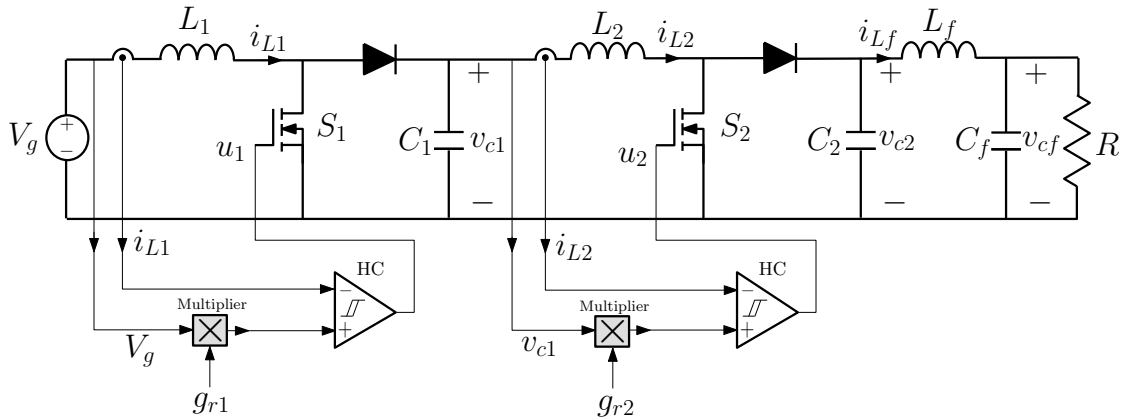 L1 iL1 L2 iL2 iLf Lf
Vg + − S1 u1 C1 + vc1 − S2 u2 C2 + vc2 − Cf + vcf − R
iL1 HC iL2 HC
Multiplier − + Multiplier − +
Vg vc1
gr1 gr2